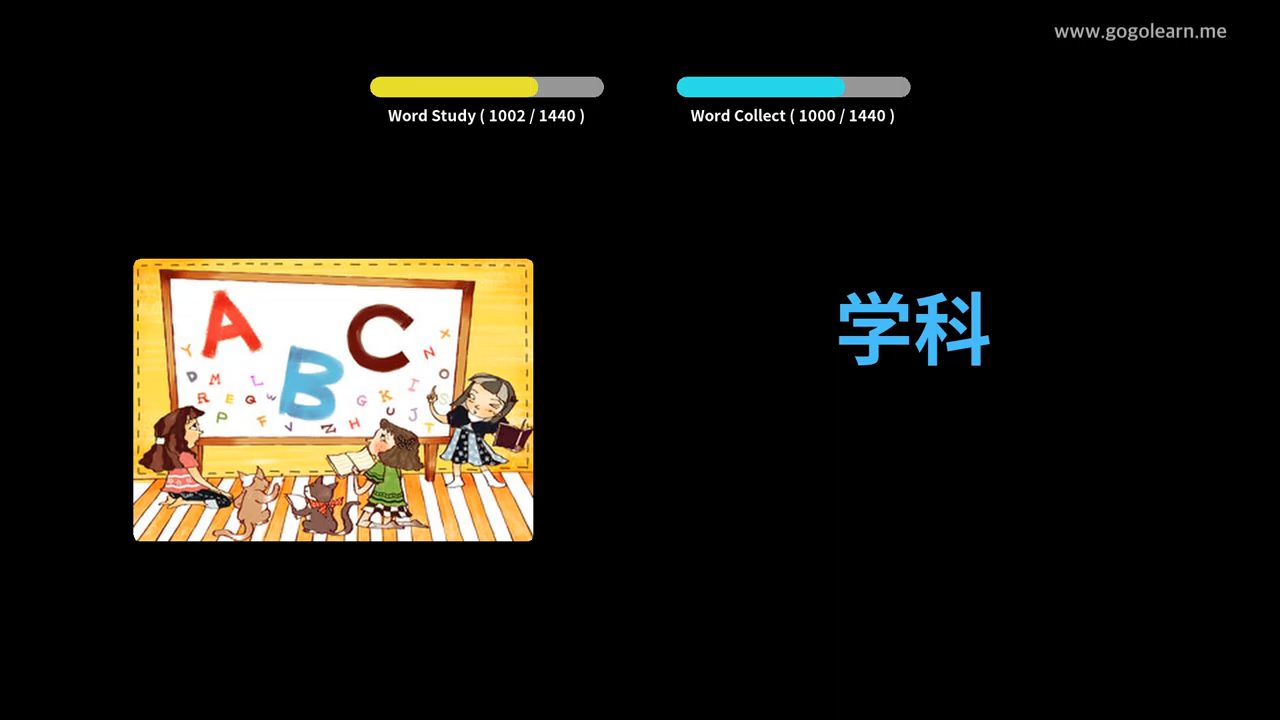 www.gogolearn.me
Word Study ( 1002 / 1440 )
Word Collect ( 1000 / 1440 )
学科
A
B
C
Y
X
N
D
M
L
I
O
R
E
Q
W
G
K
S
P
F
V
Z
H
U
J
T